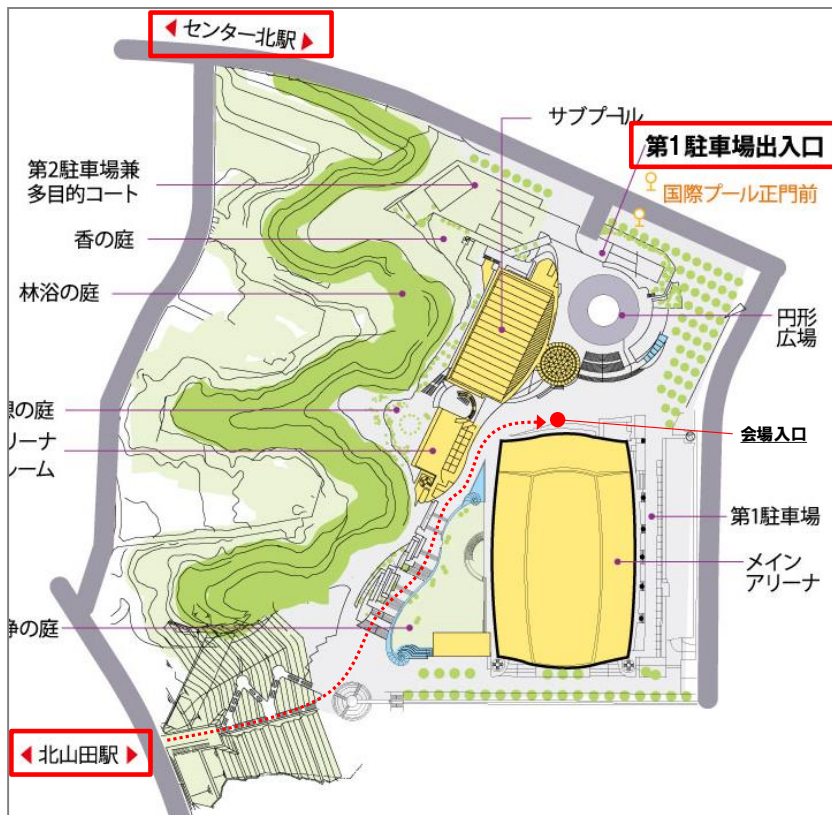 ◀ センター北駅 ▶
サブプール
第1駐車場出入口
国際プール正門前
第2駐車場兼
多目的コート
香の庭
林浴の庭
円形
広場
想の庭
リーナ
ルーム
会場入口
第1駐車場
メイン
アリーナ
浄の庭
◀ 北山田駅 ▶